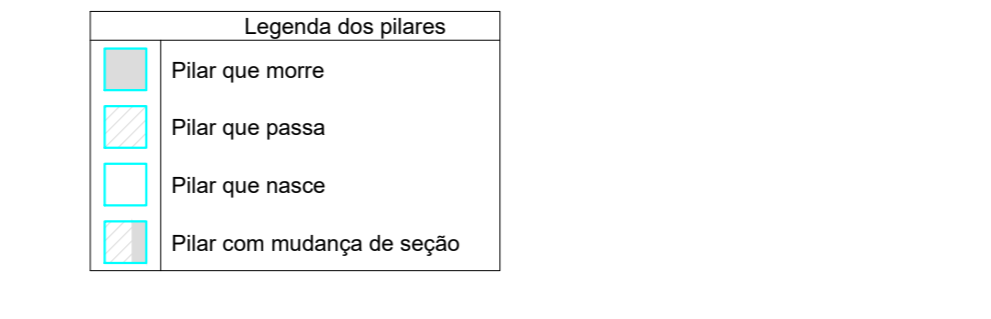 Legenda dos pilares
Pilar que morre
Pilar que passa
Pilar que nasce
Pilar com mudança de seção